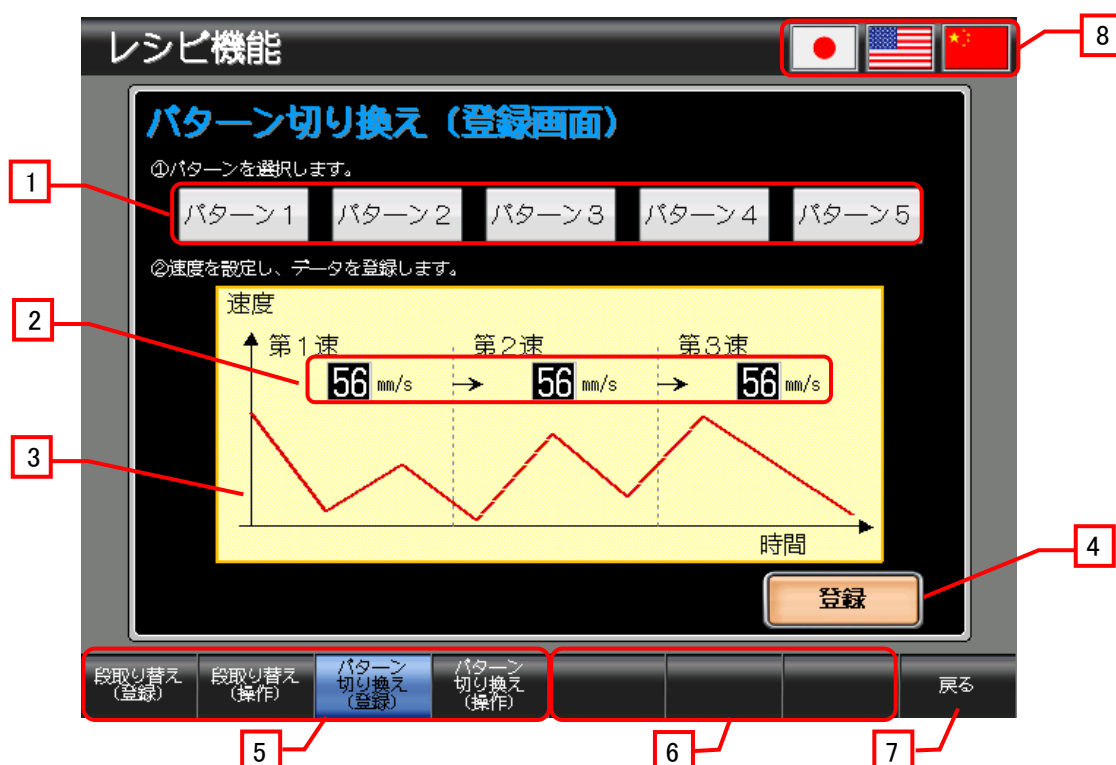 レシピ機能
8
パターン切り換え（登録画面）
①パターンを選択します。
1
パターン１ パターン２ パターン３ パターン４ パターン５
②速度を設定し、データを登録します。
2
速度
第１速 第２速 第３速
56 mm/s → 56 mm/s → 56 mm/s
3
時間
4
登録
段取り替え
(登録)
段取り替え
(操作)
パターン
切り換え
(登録)
パターン
切り換え
(操作)
戻る
5 6 7